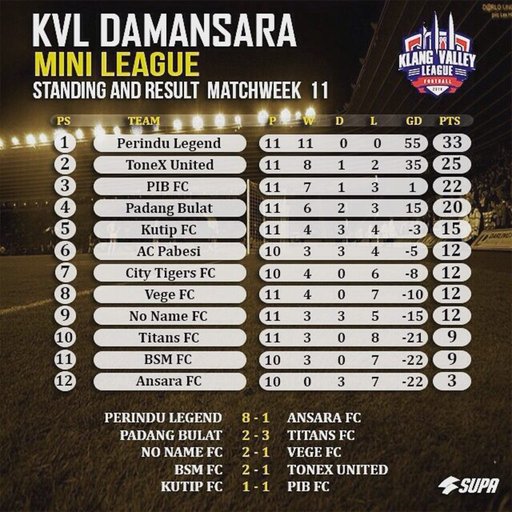 KVL DAMANSARA
MINI LEAGUE
STANDING AND RESULT MATCHWEEK 11
KLANG VALLEY
LEAGUE
FOOTBALL
PS TEAM P W D L GD PTS
1 Perindu Legend 11 11 0 0 55 33
2 ToneX United 11 8 1 2 35 25
3 PIB FC 11 7 1 3 1 22
4 Padang Bulat 11 6 2 3 15 20
5 Kutip FC 11 4 3 4 -3 15
6 AC Pabesi 10 3 3 4 -5 12
7 City Tigers FC 10 4 0 6 -8 12
8 Vege FC 11 4 0 7 -10 12
9 No Name FC 11 3 3 5 -15 12
10 Titans FC 11 3 0 8 -21 9
11 BSM FC 10 3 0 7 -22 9
12 Ansara FC 10 0 3 7 -22 3
PERINDU LEGEND 8 - 1 ANSARA FC
PADANG BULAT 2 - 3 TITANS FC
NO NAME FC 2 - 1 VEGE FC
BSM FC 2 - 1 TONEX UNITED
KUTIP FC 1 - 1 PIB FC
SUPA